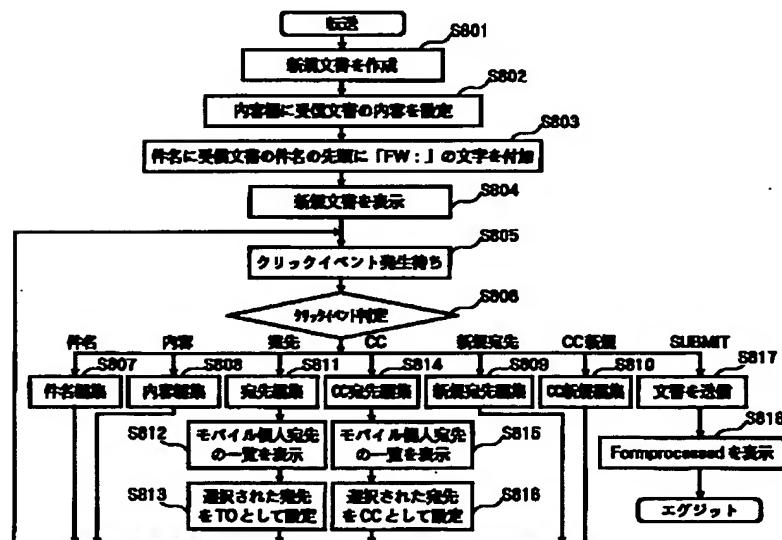 転送
S801
新規文書を作成
S802
内容欄に受信文書の内容を設定
S803
件名に受信文書の件名の先頭に「FW：」の文字を付加
S804
新規文書を表示
S805
クリックイベント発生待ち
S806
クリックイベント判定
件名 内容 宛先 CC 新規宛先 CC新規 SUBMIT
S807 S808 S811 S814 S809 S810 S817
件名編集 内容編集 宛先編集 CC宛先編集 新規宛先編集 CC新規編集 文書を送信
S812 S815 S818
モバイル個人宛先
の一覧を表示
モバイル個人宛先
の一覧を表示
Formprocessedを表示
S813 S816
選択された宛先
をTOとして設定
選択された宛先
をCCとして設定
エグジット